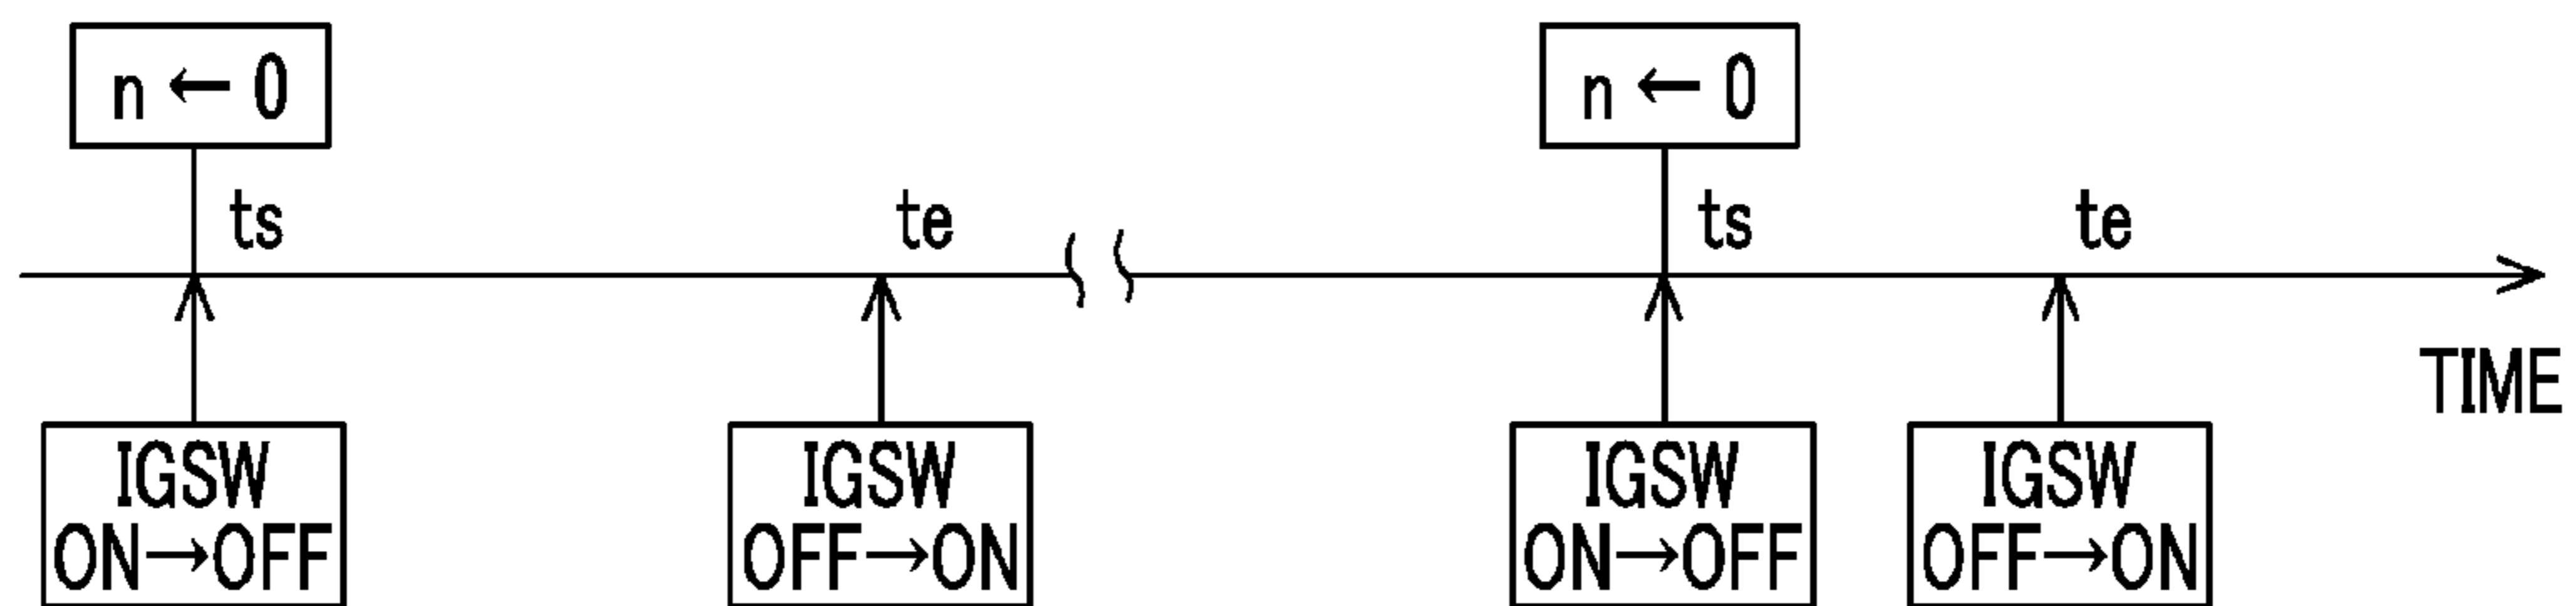 n ← 0
n ← 0
ts
te
ts
te
TIME
IGSW
ON→OFF
IGSW
OFF→ON
IGSW
ON→OFF
IGSW
OFF→ON